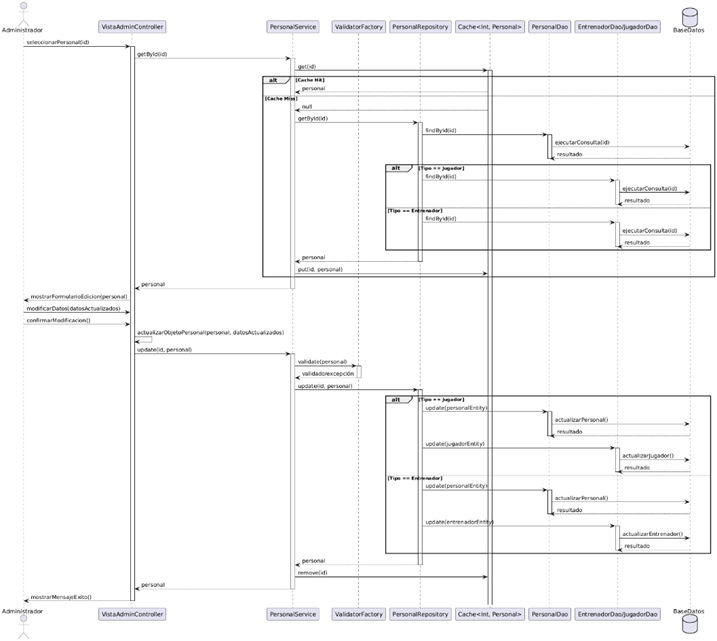 Administrador
VistaAdminController
PersonalService
ValidatorFactory
PersonalRepository
Cache<Int, Personal>
PersonalDao
EntrenadorDao/JugadorDao
BaseDatos
seleccionarPersonal(id)
getById(id)
get(id)
alt [Cache Hit]
personal
[Cache Miss]
null
getById(id)
findById(id)
ejecutarConsulta(id)
resultado
alt [Tipo == Jugador]
findById(id)
ejecutarConsulta(id)
resultado
[Tipo == Entrenador]
findById(id)
ejecutarConsulta(id)
resultado
personal
put(id, personal)
personal
mostrarFormularioEdicion(personal)
modificarDatos(datosActualizados)
confirmarModificacion()
actualizarObjetoPersonal(personal, datosActualizados)
update(id, personal)
validate(personal)
validadorexcepción
update(id, personal)
alt [Tipo == Jugador]
update(personalEntity)
actualizarPersonal()
resultado
update(jugadorEntity)
actualizarJugador()
resultado
[Tipo == Entrenador]
update(personalEntity)
actualizarPersonal()
resultado
update(entrenadorEntity)
actualizarEntrenador()
resultado
personal
remove(id)
personal
mostrarMensajeExito()
Administrador
VistaAdminController
PersonalService
ValidatorFactory
PersonalRepository
Cache<Int, Personal>
PersonalDao
EntrenadorDao/JugadorDao
BaseDatos